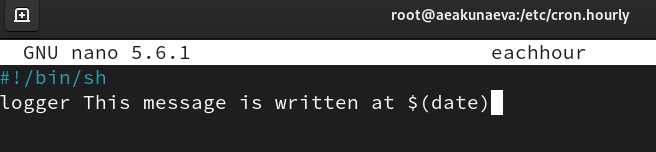 root@aeakunaeva:/etc/cron.hourly
GNU nano 5.6.1 eachhour
#!/bin/sh
logger This message is written at $(date)